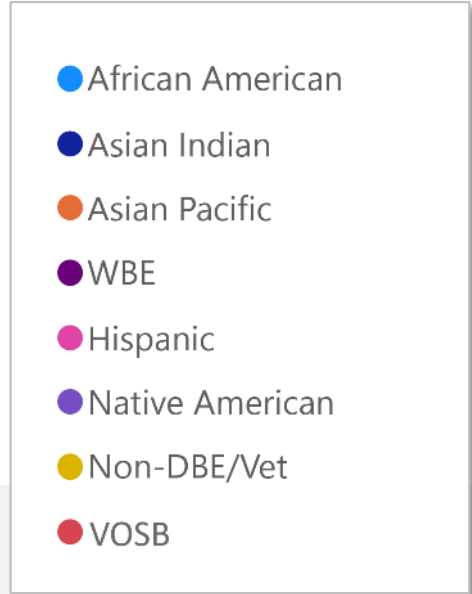 African American
Asian Indian
Asian Pacific
WBE
Hispanic
Native American
Non-DBE/Vet
VOSB